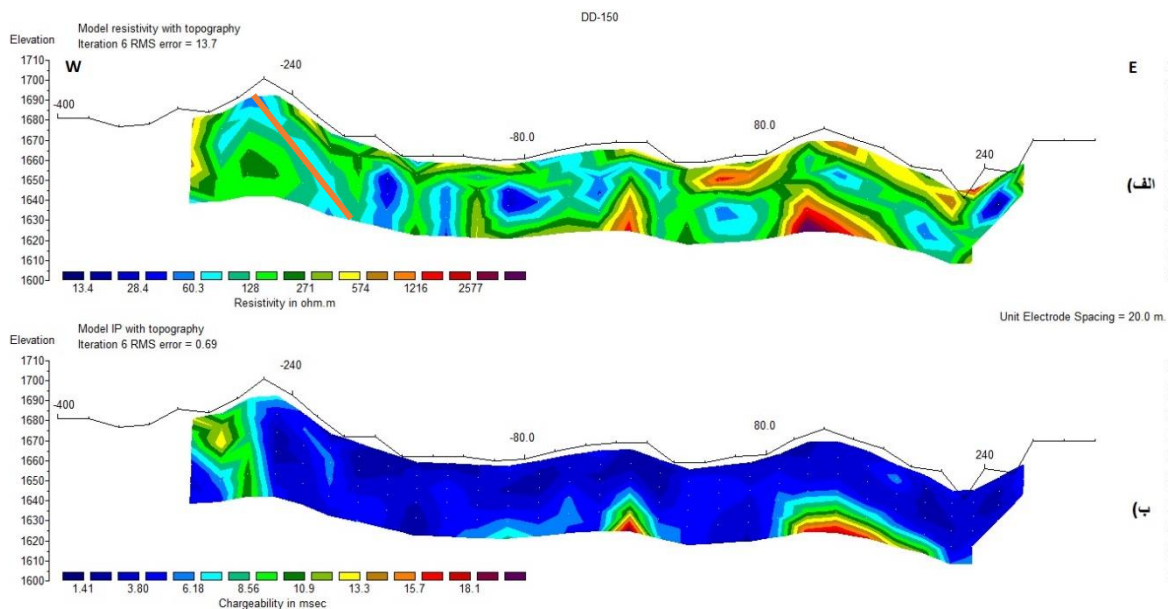 DD-150
Model resistivity with topography
Iteration 6 RMS error = 13.7
Elevation
W
E
1710
1700
1690
1680
1670
1660
1650
1640
1630
1620
1610
1600
-400
-240
-80.0
80.0
240
الف)
13.4 28.4 60.3 128 271 574 1216 2577
Resistivity in ohm.m
Unit Electrode Spacing = 20.0 m.
Model IP with topography
Iteration 6 RMS error = 0.69
Elevation
1710
1700
1690
1680
1670
1660
1650
1640
1630
1620
1610
1600
-400
-240
-80.0
80.0
240
ب)
1.41 3.80 6.18 8.56 10.9 13.3 15.7 18.1
Chargeability in msec